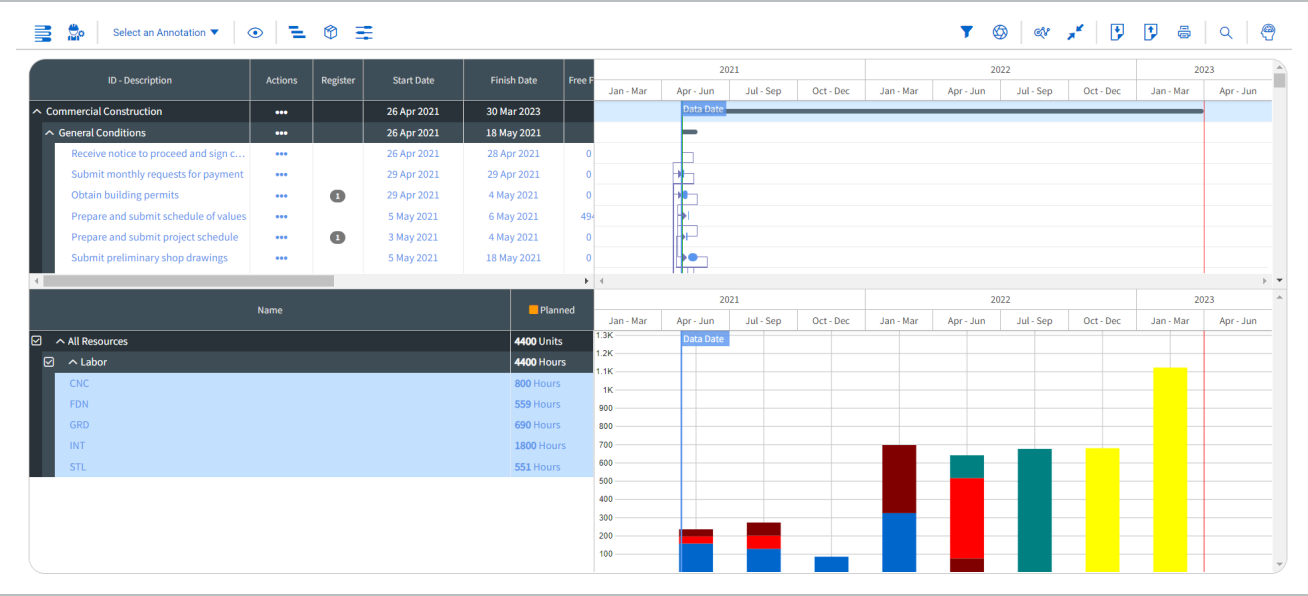 Select an Annotation
ID - Description Actions Register Start Date Finish Date Free F
2021 2022 2023
Jan - Mar Apr - Jun Jul - Sep Oct - Dec Jan - Mar Apr - Jun Jul - Sep Oct - Dec Jan - Mar Apr - Jun
Commercial Construction 26 Apr 2021 30 Mar 2023 Data Date
General Conditions 26 Apr 2021 18 May 2021
Receive notice to proceed and sign c... 26 Apr 2021 28 Apr 2021 0
Submit monthly requests for payment 29 Apr 2021 29 Apr 2021 0
Obtain building permits 1 29 Apr 2021 4 May 2021 0
Prepare and submit schedule of values 5 May 2021 6 May 2021 494
Prepare and submit project schedule 1 3 May 2021 4 May 2021 0
Submit preliminary shop drawings 5 May 2021 18 May 2021 0
Name Planned
2021 2022 2023
Jan - Mar Apr - Jun Jul - Sep Oct - Dec Jan - Mar Apr - Jun Jul - Sep Oct - Dec Jan - Mar Apr - Jun
All Resources 4400 Units
Labor 4400 Hours
CNC 800 Hours
FDN 559 Hours
GRD 690 Hours
INT 1800 Hours
STL 551 Hours
Data Date
1.3K
1.2K
1.1K
1K
900
800
700
600
500
400
300
200
100